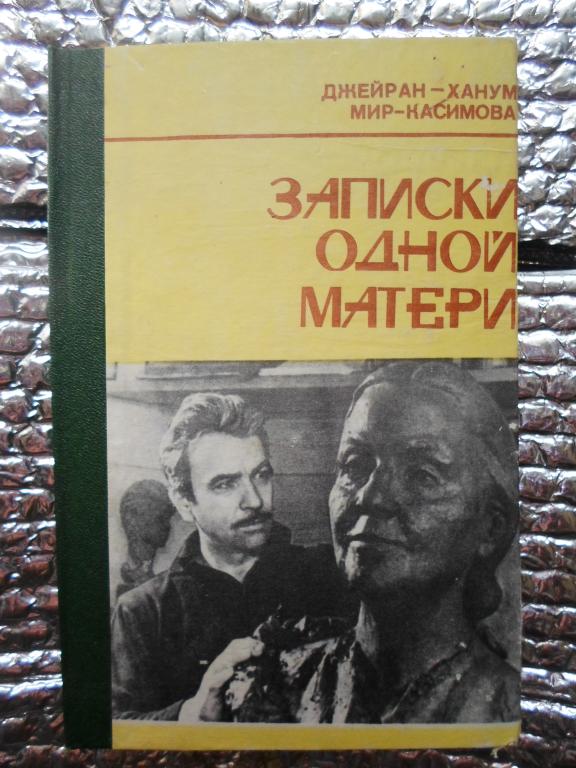 ДЖЕЙРАН-ХАНУМ
МИР-КАСИМОВА
ЗАПИСКИ
ОДНОЙ
МАТЕРИ